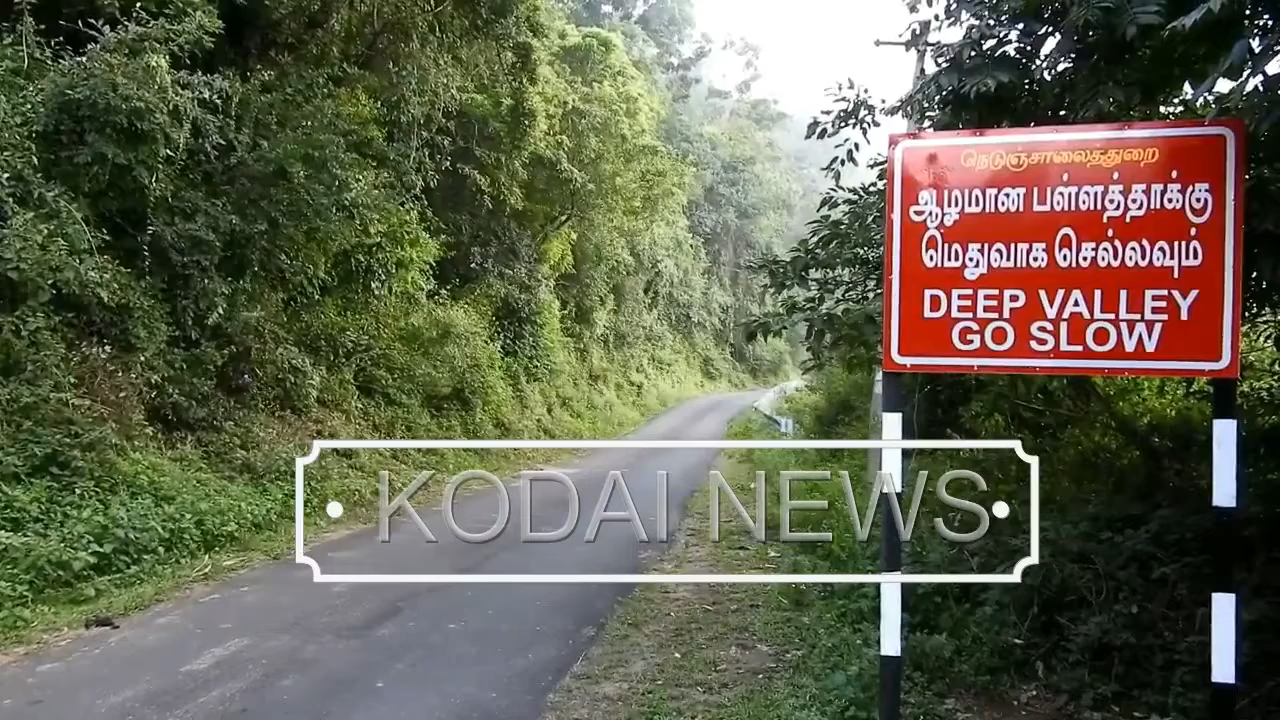 நெடுஞ்சாலைத்துறை
ஆழமான பள்ளத்தாக்கு
மெதுவாக செல்லவும்
DEEP VALLEY
GO SLOW
KODAI NEWS